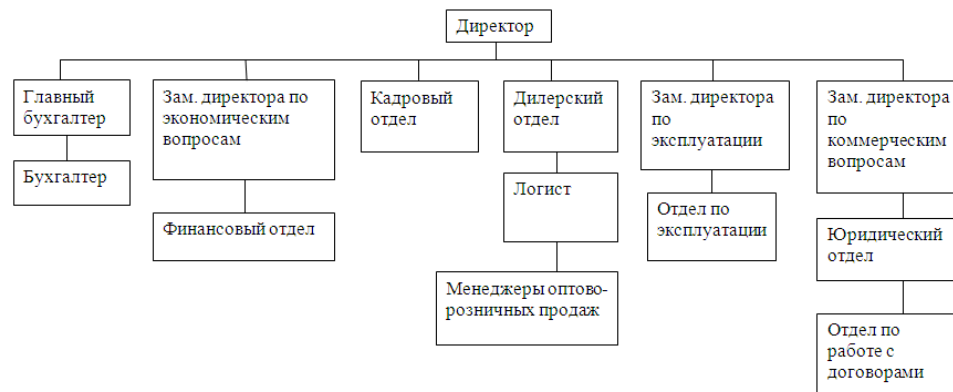 Директор
Главный
бухгалтер
Зам. директора по
экономическим
вопросам
Кадровый
отдел
Дилерский
отдел
Зам. директора
по
эксплуатации
Зам. директора
по
коммерческим
вопросам
Бухгалтер
Финансовый отдел
Логист
Отдел по
эксплуатации
Юридический
отдел
Менеджеры оптово-
розничных продаж
Отдел по
работе с
договорами